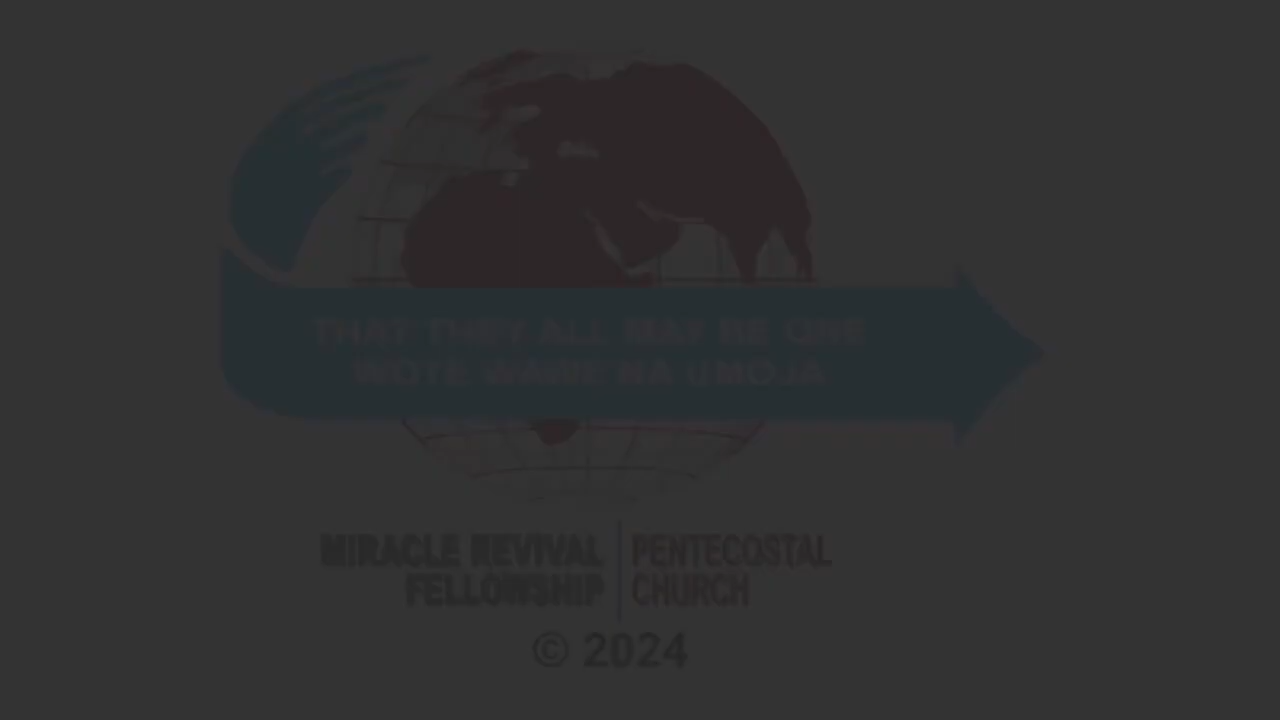 THAT THEY ALL MAY BE ONE
WOTE WAWE NA UMOJA
MIRACLE REVIVAL
FELLOWSHIP
PENTECOSTAL
CHURCH
© 2024